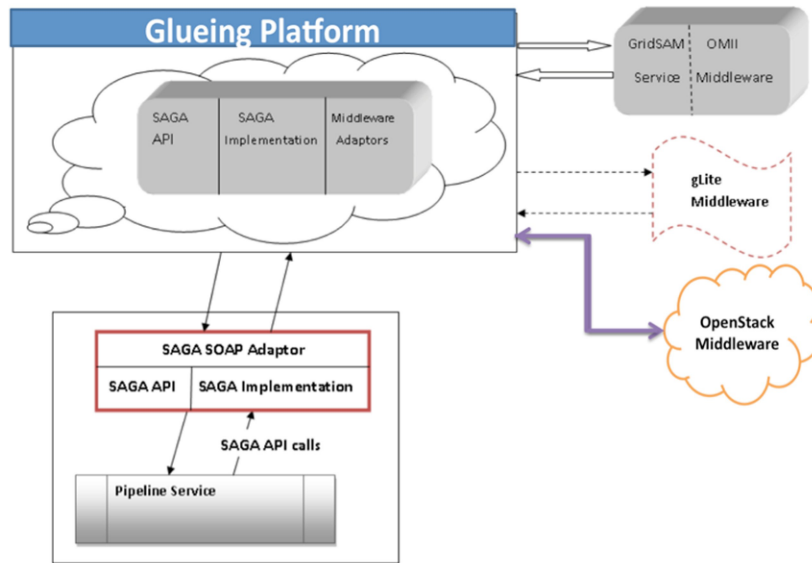 Glueing Platform
SAGA API
SAGA Implementation
Middleware Adaptors
GridSAM Service
OMII Middleware
gLite
Middleware
OpenStack
Middleware
SAGA SOAP Adaptor
SAGA API
SAGA Implementation
SAGA API calls
Pipeline Service